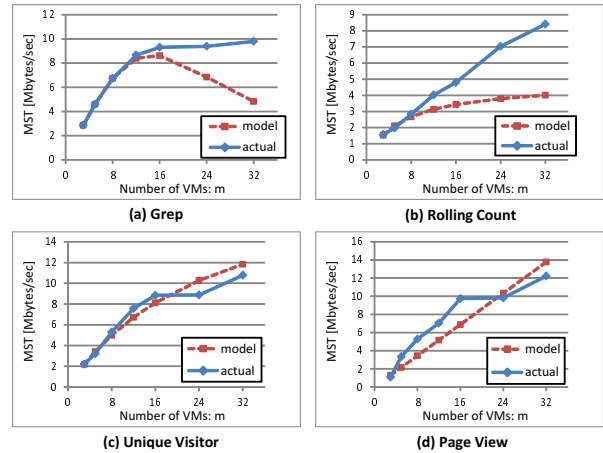 12
10
8
6
4
2
0
MST [Mbytes/sec]
model
actual
0 8 16 24 32
Number of VMs: m
(a) Grep
9
8
7
6
5
4
3
2
1
0
MST [Mbytes/sec]
model
actual
0 8 16 24 32
Number of VMs: m
(b) Rolling Count
14
12
10
8
6
4
2
0
MST [Mbytes/sec]
model
actual
0 8 16 24 32
Number of VMs: m
(c) Unique Visitor
16
14
12
10
8
6
4
2
0
MST [Mbytes/sec]
model
actual
0 8 16 24 32
Number of VMs: m
(d) Page View